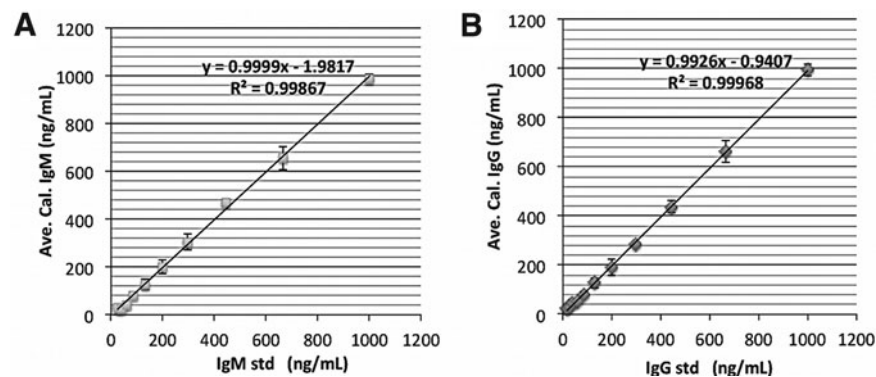 A
Ave. Cal. IgM (ng/mL)
1200
1000
800
600
400
200
0
y = 0.9999x - 1.9817
R² = 0.99867
0 200 400 600 800 1000 1200
IgM std (ng/mL)
B
Ave. Cal. IgG (ng/mL)
1200
1000
800
600
400
200
0
y = 0.9926x - 0.9407
R² = 0.99968
0 200 400 600 800 1000 1200
IgG std (ng/mL)